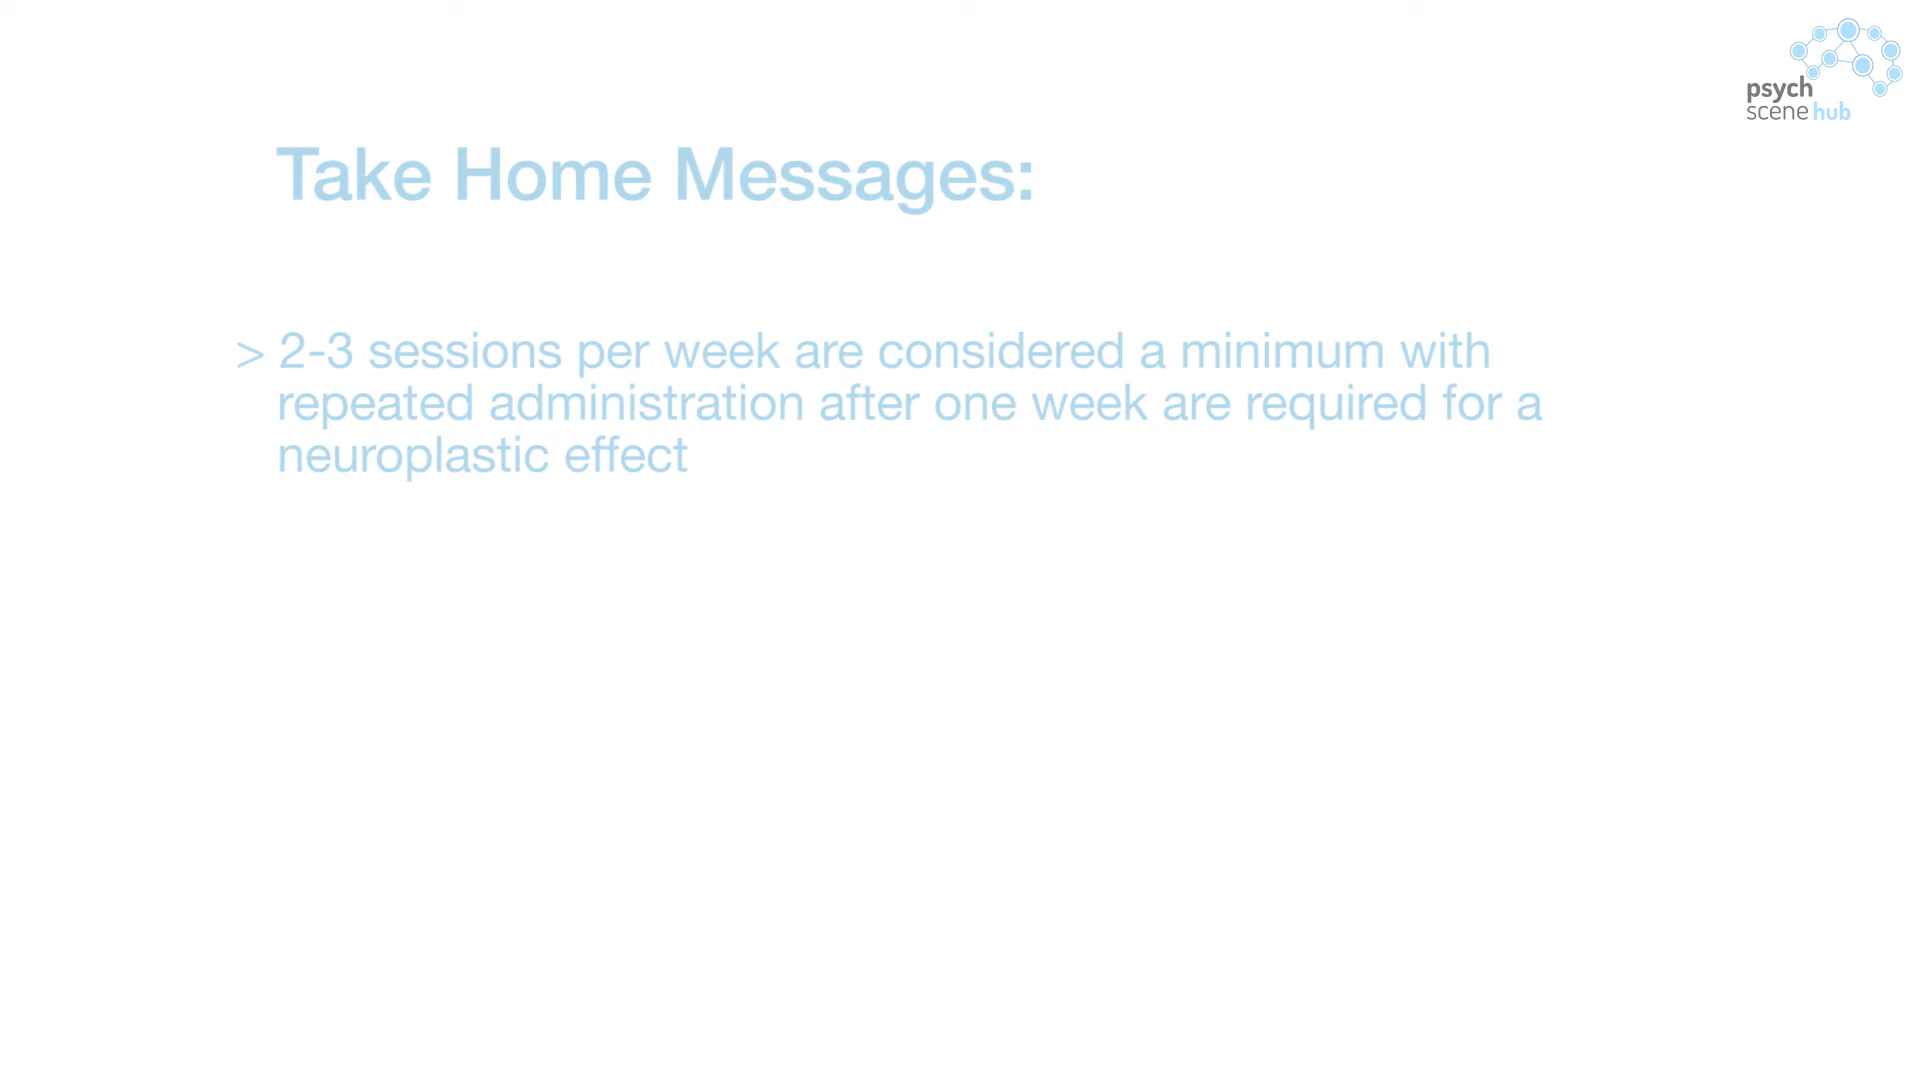 psych
scene hub
Take Home Messages:
> 2-3 sessions per week are considered a minimum with
repeated administration after one week are required for a
neuroplastic effect